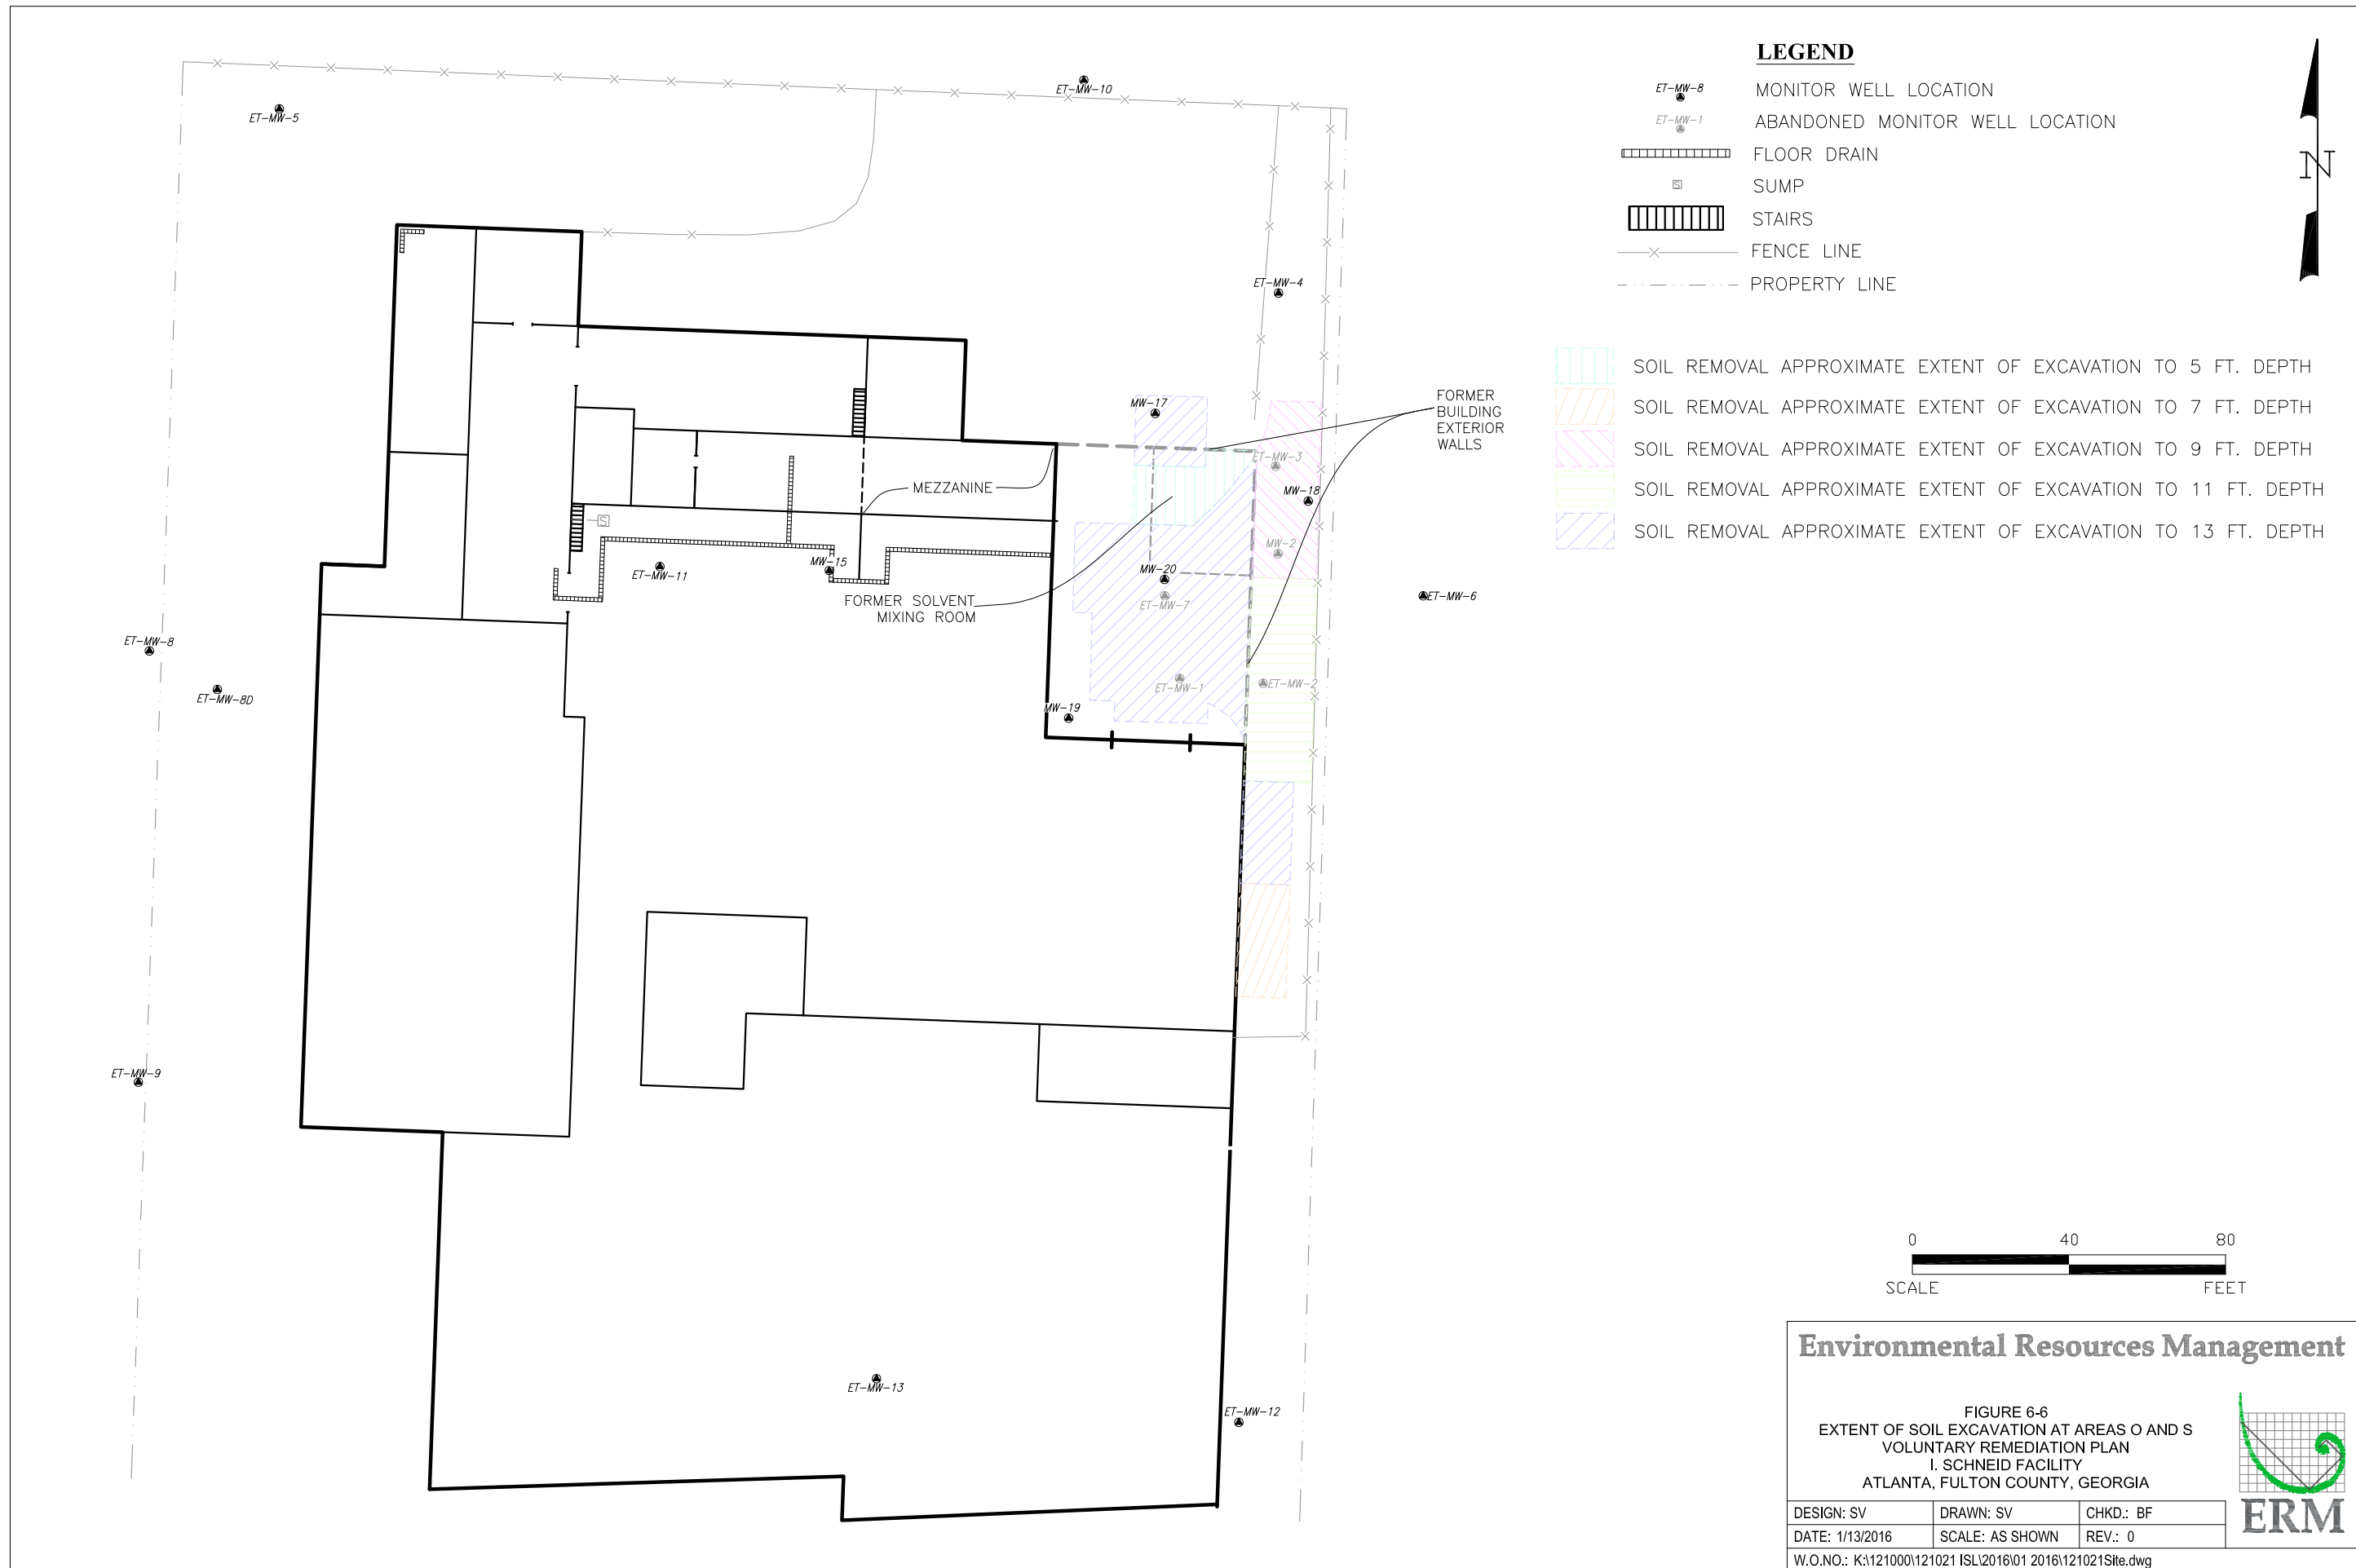 LEGEND
ET-MW-8
MONITOR WELL LOCATION
ET-MW-1
ABANDONED MONITOR WELL LOCATION
FLOOR DRAIN
S
SUMP
STAIRS
FENCE LINE
PROPERTY LINE
N
SOIL REMOVAL APPROXIMATE EXTENT OF EXCAVATION TO 5 FT. DEPTH
SOIL REMOVAL APPROXIMATE EXTENT OF EXCAVATION TO 7 FT. DEPTH
SOIL REMOVAL APPROXIMATE EXTENT OF EXCAVATION TO 9 FT. DEPTH
SOIL REMOVAL APPROXIMATE EXTENT OF EXCAVATION TO 11 FT. DEPTH
SOIL REMOVAL APPROXIMATE EXTENT OF EXCAVATION TO 13 FT. DEPTH
ET-MW-5
ET-MW-10
ET-MW-4
MW-17
FORMER
BUILDING
EXTERIOR
WALLS
ET-MW-3
MW-18
MEZZANINE
S
MW-2
MW-15
ET-MW-11
MW-20
ET-MW-7
ET-MW-6
FORMER SOLVENT
MIXING ROOM
ET-MW-8
ET-MW-8D
ET-MW-1
ET-MW-2
MW-19
ET-MW-9
ET-MW-13
ET-MW-12
0 40 80
SCALE FEET
Environmental Resources Management
FIGURE 6-6
EXTENT OF SOIL EXCAVATION AT AREAS O AND S
VOLUNTARY REMEDIATION PLAN
I. SCHNEID FACILITY
ATLANTA, FULTON COUNTY, GEORGIA
ERM
DESIGN: SV DRAWN: SV CHKD.: BF
DATE: 1/13/2016 SCALE: AS SHOWN REV.: 0
W.O.NO.: K:\121000\121021 ISL\2016\01 2016\121021Site.dwg